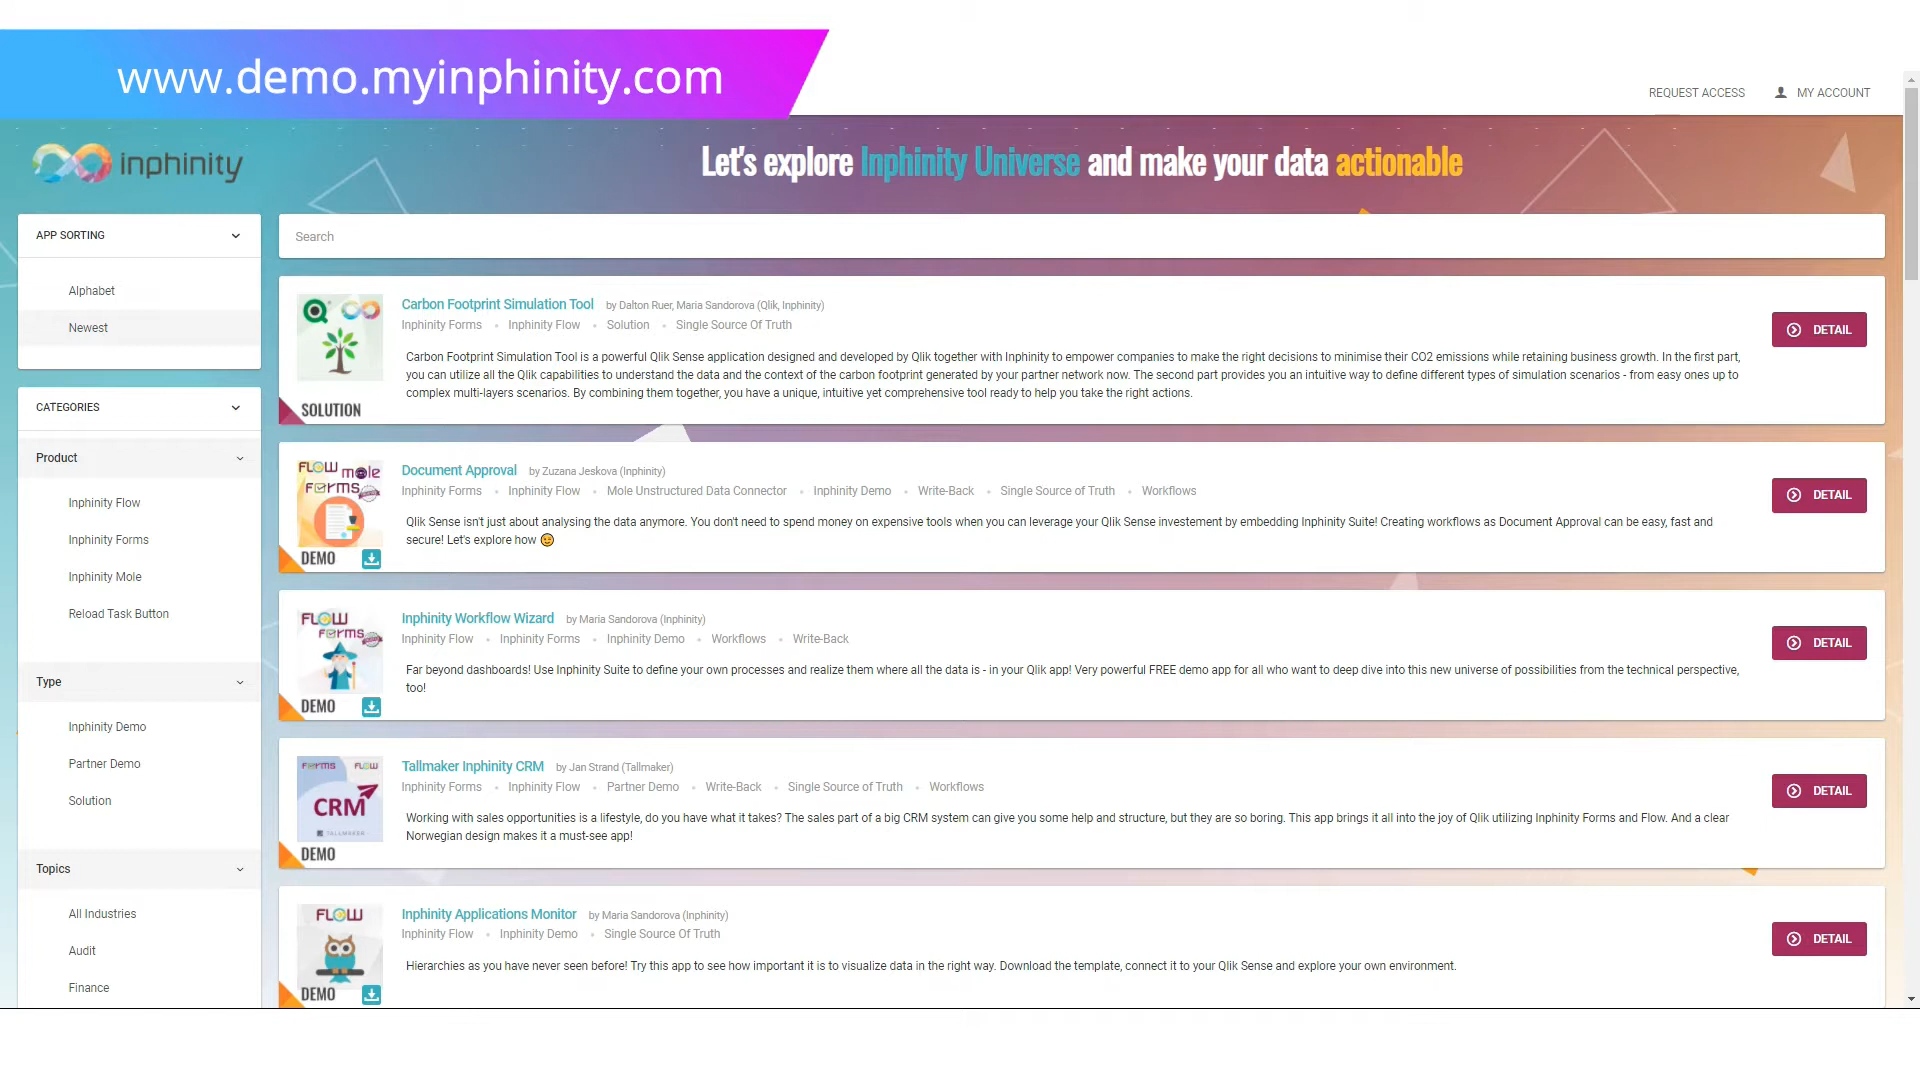 www.demo.myinphinity.com
REQUEST ACCESS
MY ACCOUNT
inphinity
Let's explore Inphinity Universe and make your data actionable
APP SORTING
Alphabet
Newest
CATEGORIES
Product
Inphinity Flow
Inphinity Forms
Inphinity Mole
Reload Task Button
Type
Inphinity Demo
Partner Demo
Solution
Topics
All Industries
Audit
Finance
Search
Carbon Footprint Simulation Tool by Dalton Ruer, Maria Sandorova (Qlik, Inphinity)
Inphinity Forms • Inphinity Flow • Solution • Single Source Of Truth
Carbon Footprint Simulation Tool is a powerful Qlik Sense application designed and developed by Qlik together with Inphinity to empower companies to make the right decisions to minimise their CO2 emissions while retaining business growth. In the first part,
you can utilize all the Qlik capabilities to understand the data and the context of the carbon footprint generated by your partner network now. The second part provides you an intuitive way to define different types of simulation scenarios - from easy ones up to
complex multi-layers scenarios. By combining them together, you have a unique, intuitive yet comprehensive tool ready to help you take the right actions.
SOLUTION
DETAIL
FLOW mole
FORMS
Document Approval by Zuzana Jeskova (Inphinity)
Inphinity Forms • Inphinity Flow • Mole Unstructured Data Connector • Inphinity Demo • Write-Back • Single Source of Truth • Workflows
Qlik Sense isn't just about analysing the data anymore. You don't need to spend money on expensive tools when you can leverage your Qlik Sense investement by embedding Inphinity Suite! Creating workflows as Document Approval can be easy, fast and
secure! Let's explore how 😉
DEMO
DETAIL
FLOW
FORMS
Inphinity Workflow Wizard by Maria Sandorova (Inphinity)
Inphinity Flow • Inphinity Forms • Inphinity Demo • Workflows • Write-Back
Far beyond dashboards! Use Inphinity Suite to define your own processes and realize them where all the data is - in your Qlik app! Very powerful FREE demo app for all who want to deep dive into this new universe of possibilities from the technical perspective,
too!
DEMO
DETAIL
FORMS FLOW
CRM
TALLMAKER
Tallmaker Inphinity CRM by Jan Strand (Tallmaker)
Inphinity Forms • Inphinity Flow • Partner Demo • Write-Back • Single Source of Truth • Workflows
Working with sales opportunities is a lifestyle, do you have what it takes? The sales part of a big CRM system can give you some help and structure, but they are so boring. This app brings it all into the joy of Qlik utilizing Inphinity Forms and Flow. And a clear
Norwegian design makes it a must-see app!
DEMO
DETAIL
FLOW
Inphinity Applications Monitor by Maria Sandorova (Inphinity)
Inphinity Flow • Inphinity Demo • Single Source Of Truth
Hierarchies as you have never seen before! Try this app to see how important it is to visualize data in the right way. Download the template, connect it to your Qlik Sense and explore your own environment.
DEMO
DETAIL